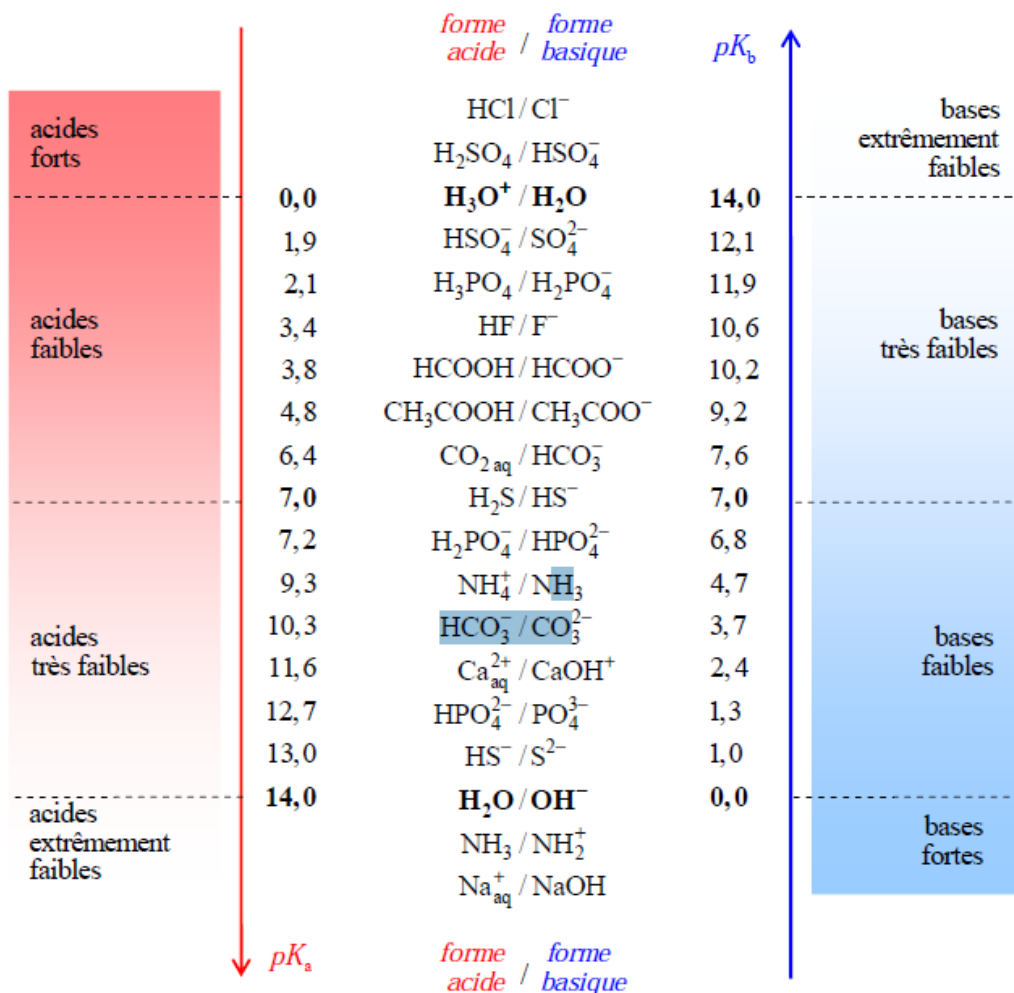 forme / forme
acide / basique
pKb
HCl / Cl⁻
acides
forts
bases
extrêmement
faibles
H₂SO₄ / HSO₄⁻
0,0 H₃O⁺ / H₂O 14,0
1,9 HSO₄⁻ / SO₄²⁻ 12,1
2,1 H₃PO₄ / H₂PO₄⁻ 11,9
acides
faibles
3,4 HF / F⁻ 10,6
bases
très faibles
3,8 HCOOH / HCOO⁻ 10,2
4,8 CH₃COOH / CH₃COO⁻ 9,2
6,4 CO₂ aq / HCO₃⁻ 7,6
7,0 H₂S / HS⁻ 7,0
7,2 H₂PO₄⁻ / HPO₄²⁻ 6,8
9,3 NH₄⁺ / NH₃ 4,7
10,3 HCO₃⁻ / CO₃²⁻ 3,7
acides
très faibles
bases
faibles
11,6 Ca²⁺aq / CaOH⁺ 2,4
12,7 HPO₄²⁻ / PO₄³⁻ 1,3
13,0 HS⁻ / S²⁻ 1,0
14,0 H₂O / OH⁻ 0,0
acides
extrêmement
faibles
NH₃ / NH₂⁺
bases
fortes
Na⁺aq / NaOH
pKa
forme / forme
acide / basique